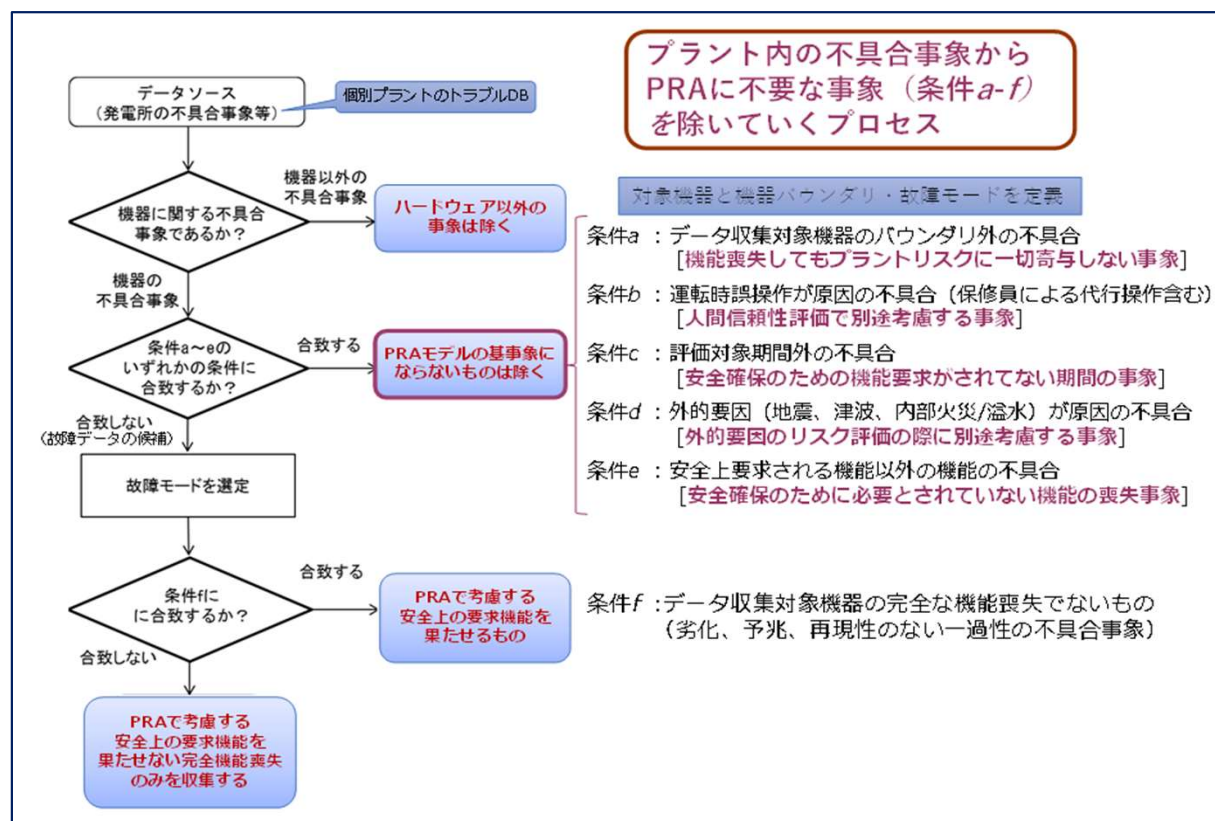 プラント内の不具合事象から
PRAに不要な事象（条件a-f）
を除いていくプロセス
データソース
（発電所の不具合事象等）
個別プラントのトラブルDB
機器に関する不具合
事象であるか？
機器以外の
不具合事象
ハードウェア以外の
事象は除く
機器の
不具合事象
条件a～eの
いずれかの条件に
合致するか？
合致する
PRAモデルの基事象に
ならないものは除く
対象機器と機器バウンダリ・故障モードを定義
条件a：データ収集対象機器のバウンダリ外の不具合
[機能喪失してもプラントリスクに一切寄与しない事象]
条件b：運転時誤操作が原因の不具合（保修員による代行操作含む）
[人間信頼性評価で別途考慮する事象]
条件c：評価対象期間外の不具合
[安全確保のための機能要求がされてない期間の事象]
条件d：外的要因（地震、津波、内部火災/溢水）が原因の不具合
[外的要因のリスク評価の際に別途考慮する事象]
条件e：安全上要求される機能以外の機能の不具合
[安全確保のために必要とされていない機能の喪失事象]
合致しない
（故障データの候補）
故障モードを選定
条件fに
に合致するか？
合致する
PRAで考慮する
安全上の要求機能を
果たせるもの
条件f：データ収集対象機器の完全な機能喪失でないもの
（劣化、予兆、再現性のない一過性の不具合事象）
合致しない
PRAで考慮する
安全上の要求機能を
果たせない完全機能喪失
のみを収集する